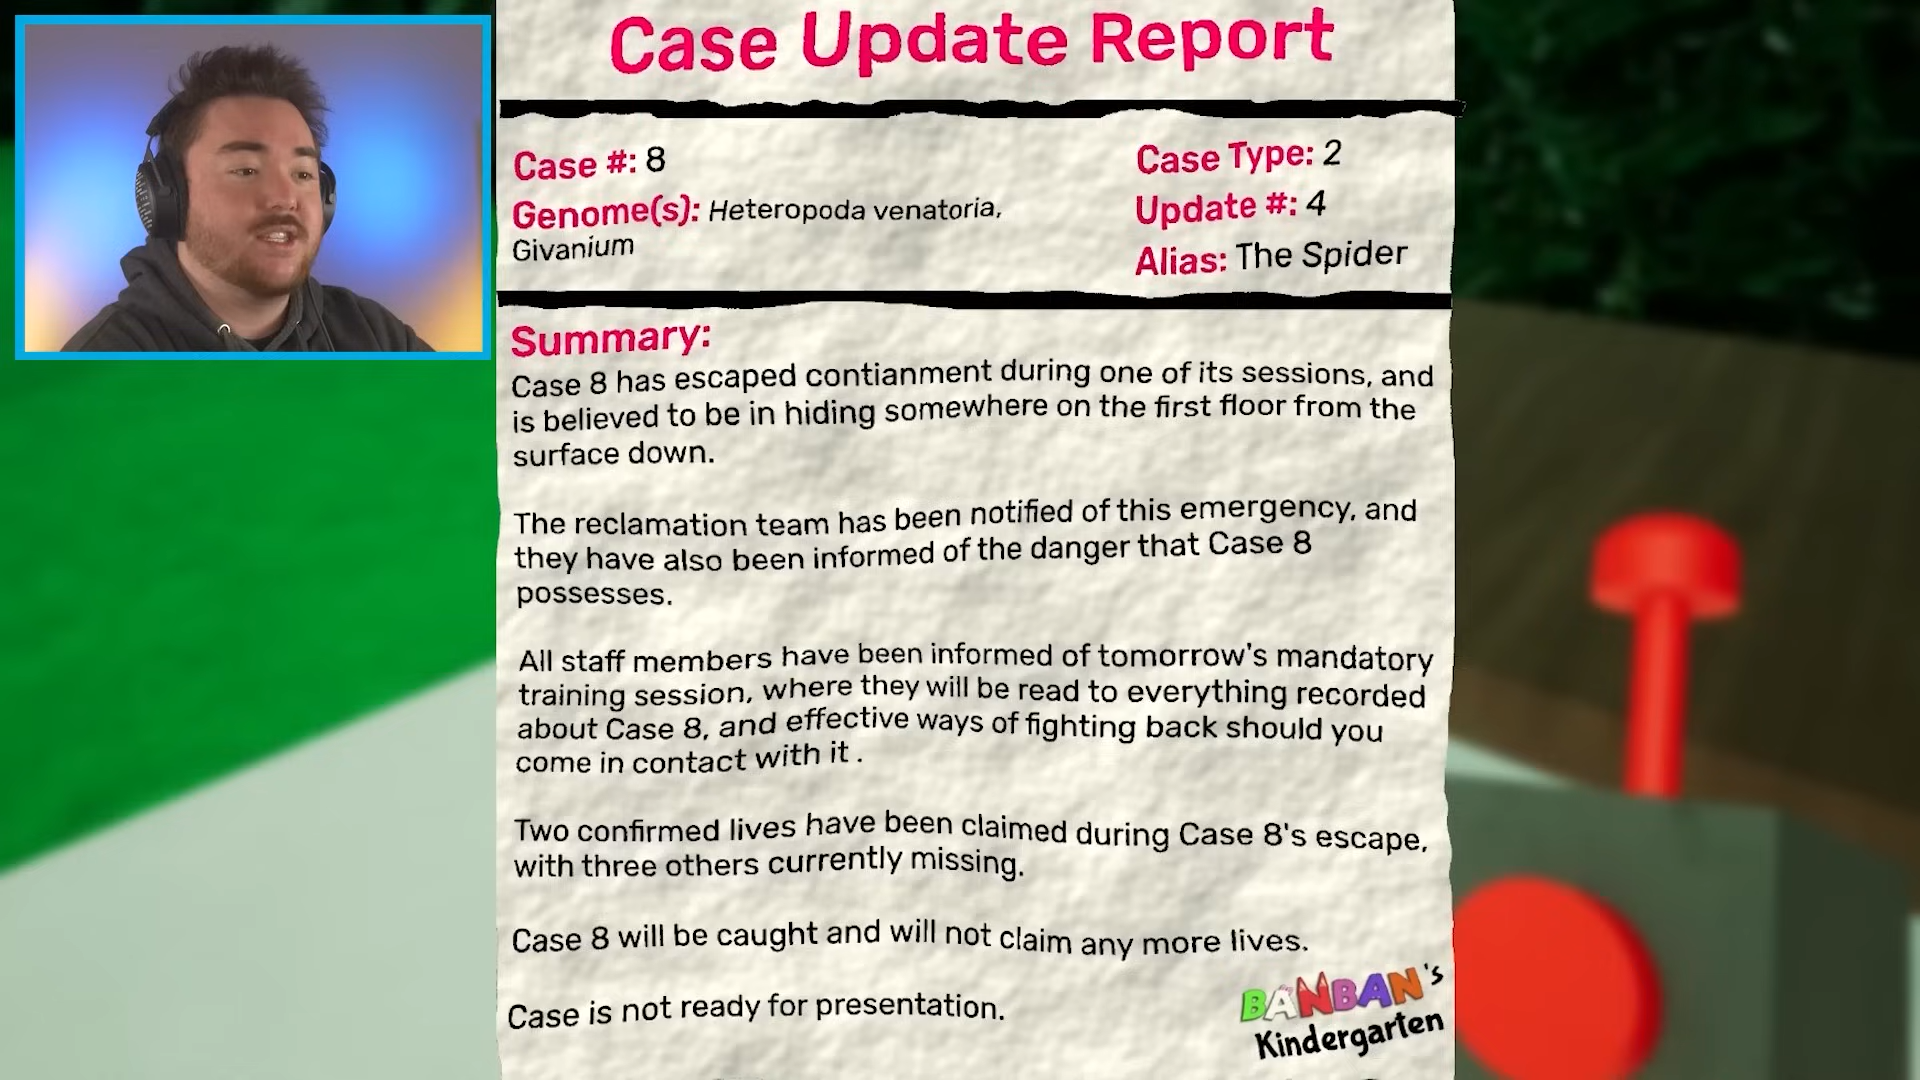 Case Update Report
Case #: 8
Genome(s): Heteropoda venatoria,
Givanium
Case Type: 2
Update #: 4
Alias: The Spider
Summary:
Case 8 has escaped contianment during one of its sessions, and
is believed to be in hiding somewhere on the first floor from the
surface down.
The reclamation team has been notified of this emergency, and
they have also been informed of the danger that Case 8
possesses.
All staff members have been informed of tomorrow's mandatory
training session, where they will be read to everything recorded
about Case 8, and effective ways of fighting back should you
come in contact with it .
Two confirmed lives have been claimed during Case 8's escape,
with three others currently missing.
Case 8 will be caught and will not claim any more lives.
Case is not ready for presentation.
BANBAN's
Kindergarten